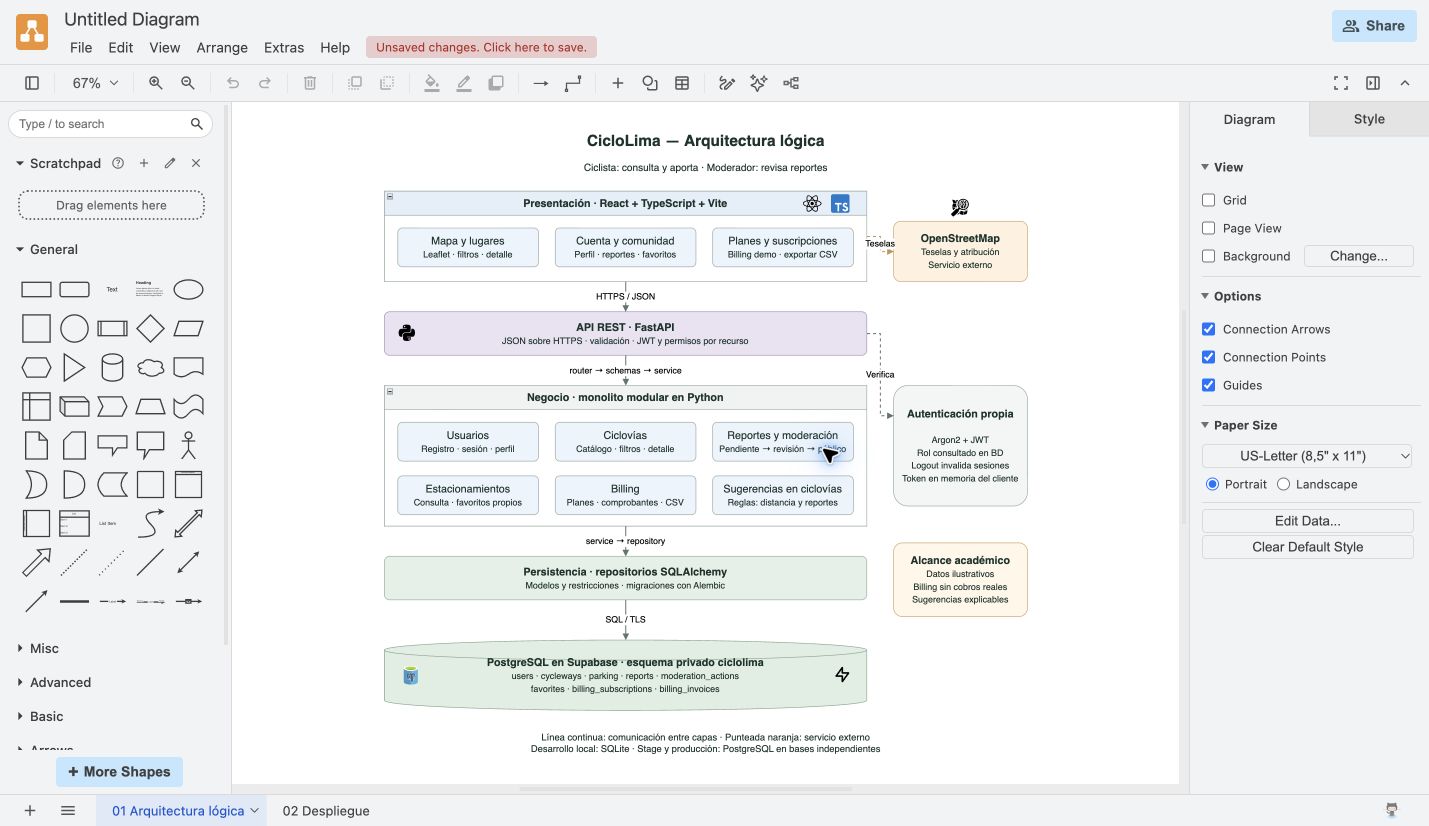 Untitled Diagram
File Edit View Arrange Extras Help
Unsaved changes. Click here to save.
Share
67%
Type / to search
Scratchpad
Drag elements here
General
Text
Heading
List Item
Misc
Advanced
Basic
Arrows
+ More Shapes
CicloLima — Arquitectura lógica
Ciclista: consulta y aporta · Moderador: revisa reportes
Presentación · React + TypeScript + Vite
TS
Mapa y lugares
Leaflet · filtros · detalle
Cuenta y comunidad
Perfil · reportes · favoritos
Planes y suscripciones
Billing demo · exportar CSV
Teselas
OpenStreetMap
Teselas y atribución
Servicio externo
HTTPS / JSON
API REST · FastAPI
JSON sobre HTTPS · validación · JWT y permisos por recurso
router → schemas → service
Verifica
Negocio · monolito modular en Python
Usuarios
Registro · sesión · perfil
Ciclovías
Catálogo · filtros · detalle
Reportes y moderación
Pendiente → revisión → público
Estacionamientos
Consulta · favoritos propios
Billing
Planes · comprobantes · CSV
Sugerencias en ciclovías
Reglas: distancia y reportes
Autenticación propia
Argon2 + JWT
Rol consultado en BD
Logout invalida sesiones
Token en memoria del cliente
service → repository
Persistencia · repositorios SQLAlchemy
Modelos y restricciones · migraciones con Alembic
Alcance académico
Datos ilustrativos
Billing sin cobros reales
Sugerencias explicables
SQL / TLS
PostgreSQL en Supabase · esquema privado ciclolima
users · cycleways · parking · reports · moderation_actions
favorites · billing_subscriptions · billing_invoices
Línea continua: comunicación entre capas · Punteada naranja: servicio externo
Desarrollo local: SQLite · Stage y producción: PostgreSQL en bases independientes
Diagram
Style
View
Grid
Page View
Background
Change...
Options
Connection Arrows
Connection Points
Guides
Paper Size
US-Letter (8,5" x 11")
Portrait
Landscape
Edit Data...
Clear Default Style
01 Arquitectura lógica
02 Despliegue